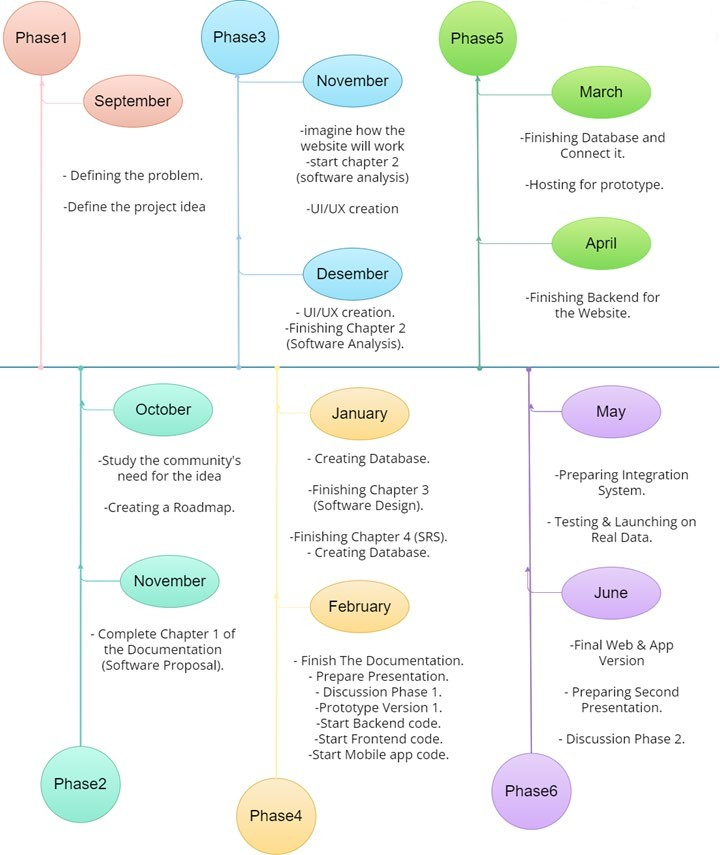 Phase1
September
- Defining the problem.
-Define the project idea
Phase3
November
-imagine how the
website will work
-start chapter 2
(software analysis)
-UI/UX creation
Desember
- UI/UX creation.
-Finishing Chapter 2
(Software Analysis).
Phase5
March
-Finishing Database and
Connect it.
-Hosting for prototype.
April
-Finishing Backend for
the Website.
October
-Study the community's
need for the idea
-Creating a Roadmap.
November
- Complete Chapter 1 of
the Documentation
(Software Proposal).
Phase2
January
- Creating Database.
-Finishing Chapter 3
(Software Design).
-Finishing Chapter 4 (SRS).
- Creating Database.
February
- Finish The Documentation.
- Prepare Presentation.
- Discussion Phase 1.
-Prototype Version 1.
-Start Backend code.
-Start Frontend code.
-Start Mobile app code.
Phase4
May
-Preparing Integration
System.
- Testing & Launching on
Real Data.
June
-Final Web & App
Version
- Preparing Second
Presentation.
- Discussion Phase 2.
Phase6